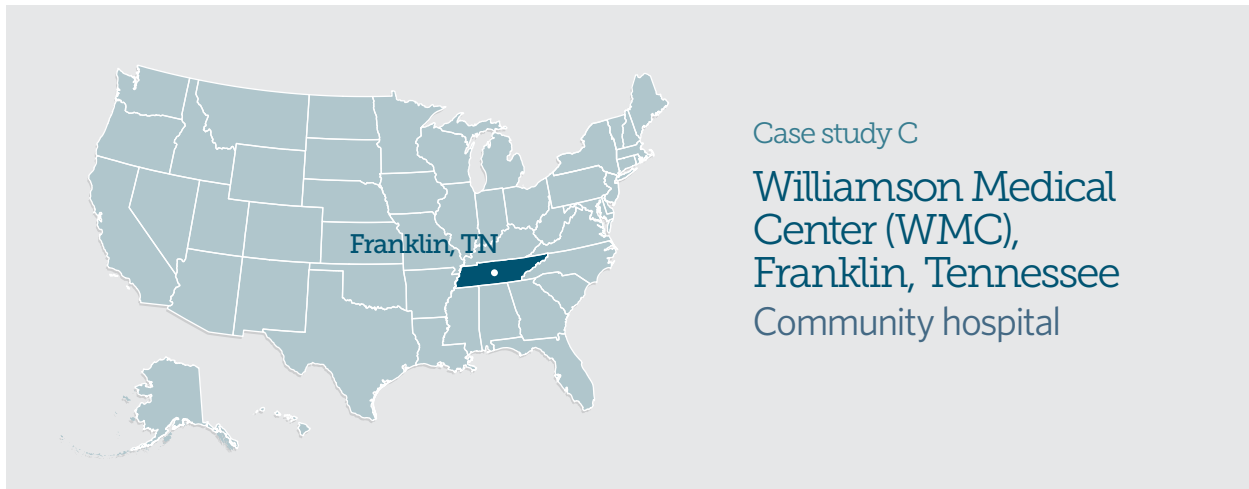 Case study C
Williamson Medical
Center (WMC),
Franklin, Tennessee
Community hospital
Franklin, TN